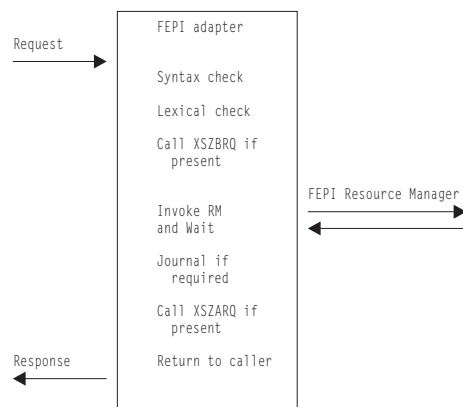 FEPI adapter
Request
Syntax check
Lexical check
Call XSZBRQ if
present
FEPI Resource Manager
Invoke RM
and Wait
Journal if
required
Call XSZARQ if
present
Response
Return to caller